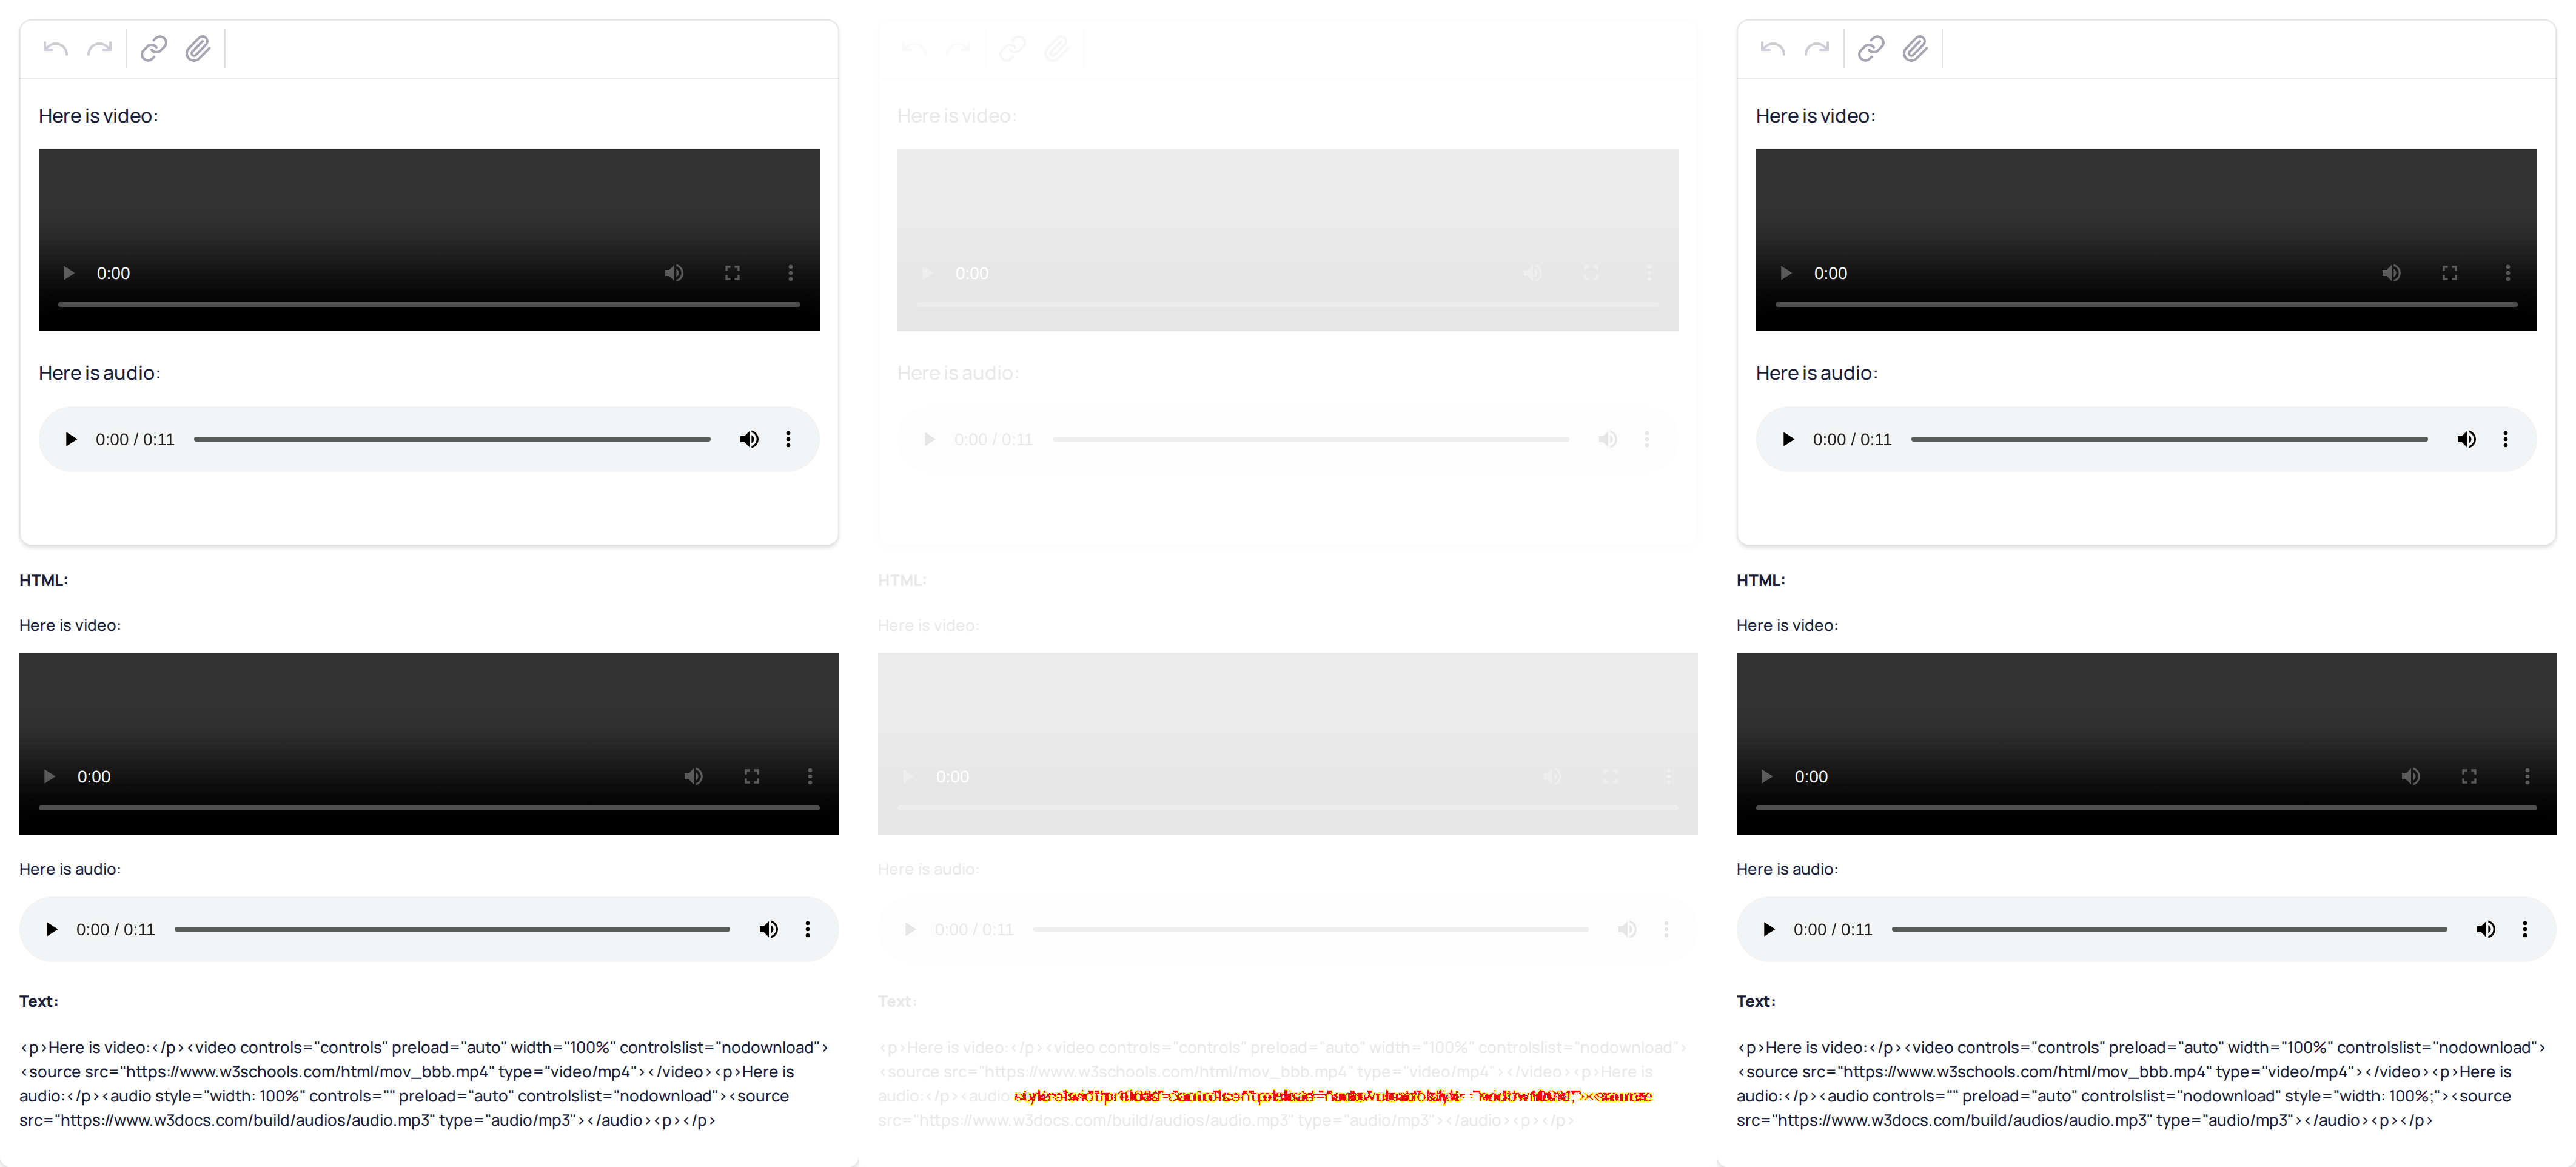 Here is video:
0:00
Here is audio:
0:00 / 0:11
HTML:
Here is video:
0:00
Here is audio:
0:00 / 0:11
Text:
<p>Here is video:</p><video controls="controls" preload="auto" width="100%" controlslist="nodownload">
<source src="https://www.w3schools.com/html/mov_bbb.mp4" type="video/mp4"></video><p>Here is
audio:</p><audio style="width: 100%" controls="" preload="auto" controlslist="nodownload"><source
src="https://www.w3docs.com/build/audios/audio.mp3" type="audio/mp3"></audio><p></p>
Here is video:
0:00
Here is audio:
0:00 / 0:11
HTML:
Here is video:
0:00
Here is audio:
0:00 / 0:11
Text:
<p>Here is video:</p><video controls="controls" preload="auto" width="100%" controlslist="nodownload">
<source src="https://www.w3schools.com/html/mov_bbb.mp4" type="video/mp4"></video><p>Here is
audio:</p><audio
src="https://www.w3docs.com/build/audios/audio.mp3" type="audio/mp3"></audio><p></p>
Here is video:
0:00
Here is audio:
0:00 / 0:11
HTML:
Here is video:
0:00
Here is audio:
0:00 / 0:11
Text:
<p>Here is video:</p><video controls="controls" preload="auto" width="100%" controlslist="nodownload">
<source src="https://www.w3schools.com/html/mov_bbb.mp4" type="video/mp4"></video><p>Here is
audio:</p><audio controls="" preload="auto" controlslist="nodownload" style="width: 100%;"><source
src="https://www.w3docs.com/build/audios/audio.mp3" type="audio/mp3"></audio><p></p>